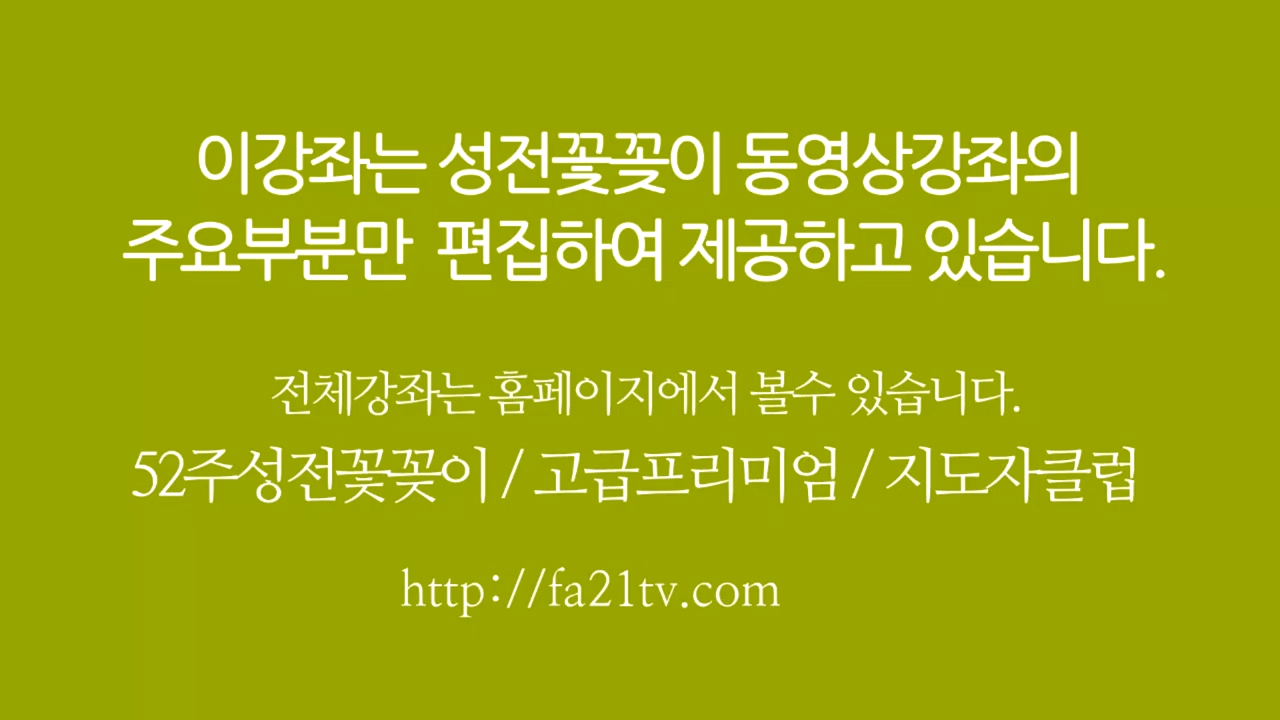 이강좌는 성전꽃꽂이 동영상강좌의
주요부분만 편집하여 제공하고 있습니다.
전체강좌는 홈페이지에서 볼수 있습니다.
52주성전꽃꽂이 / 고급프리미엄 / 지도자클럽
http://fa21tv.com